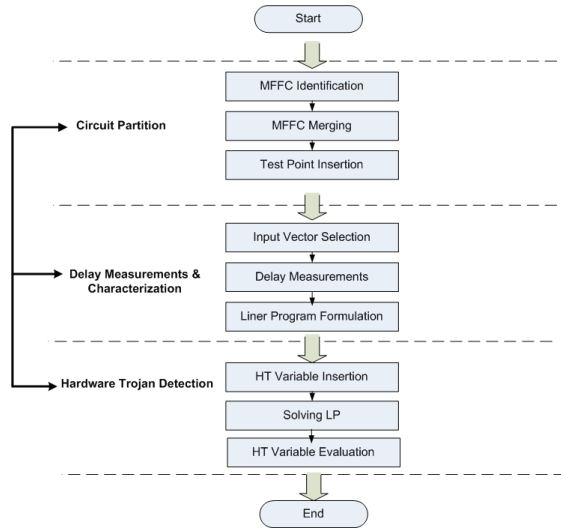 Start
MFFC Identification
Circuit Partition
MFFC Merging
Test Point Insertion
Input Vector Selection
Delay Measurements &
Characterization
Delay Measurements
Liner Program Formulation
Hardware Trojan Detection
HT Variable Insertion
Solving LP
HT Variable Evaluation
End